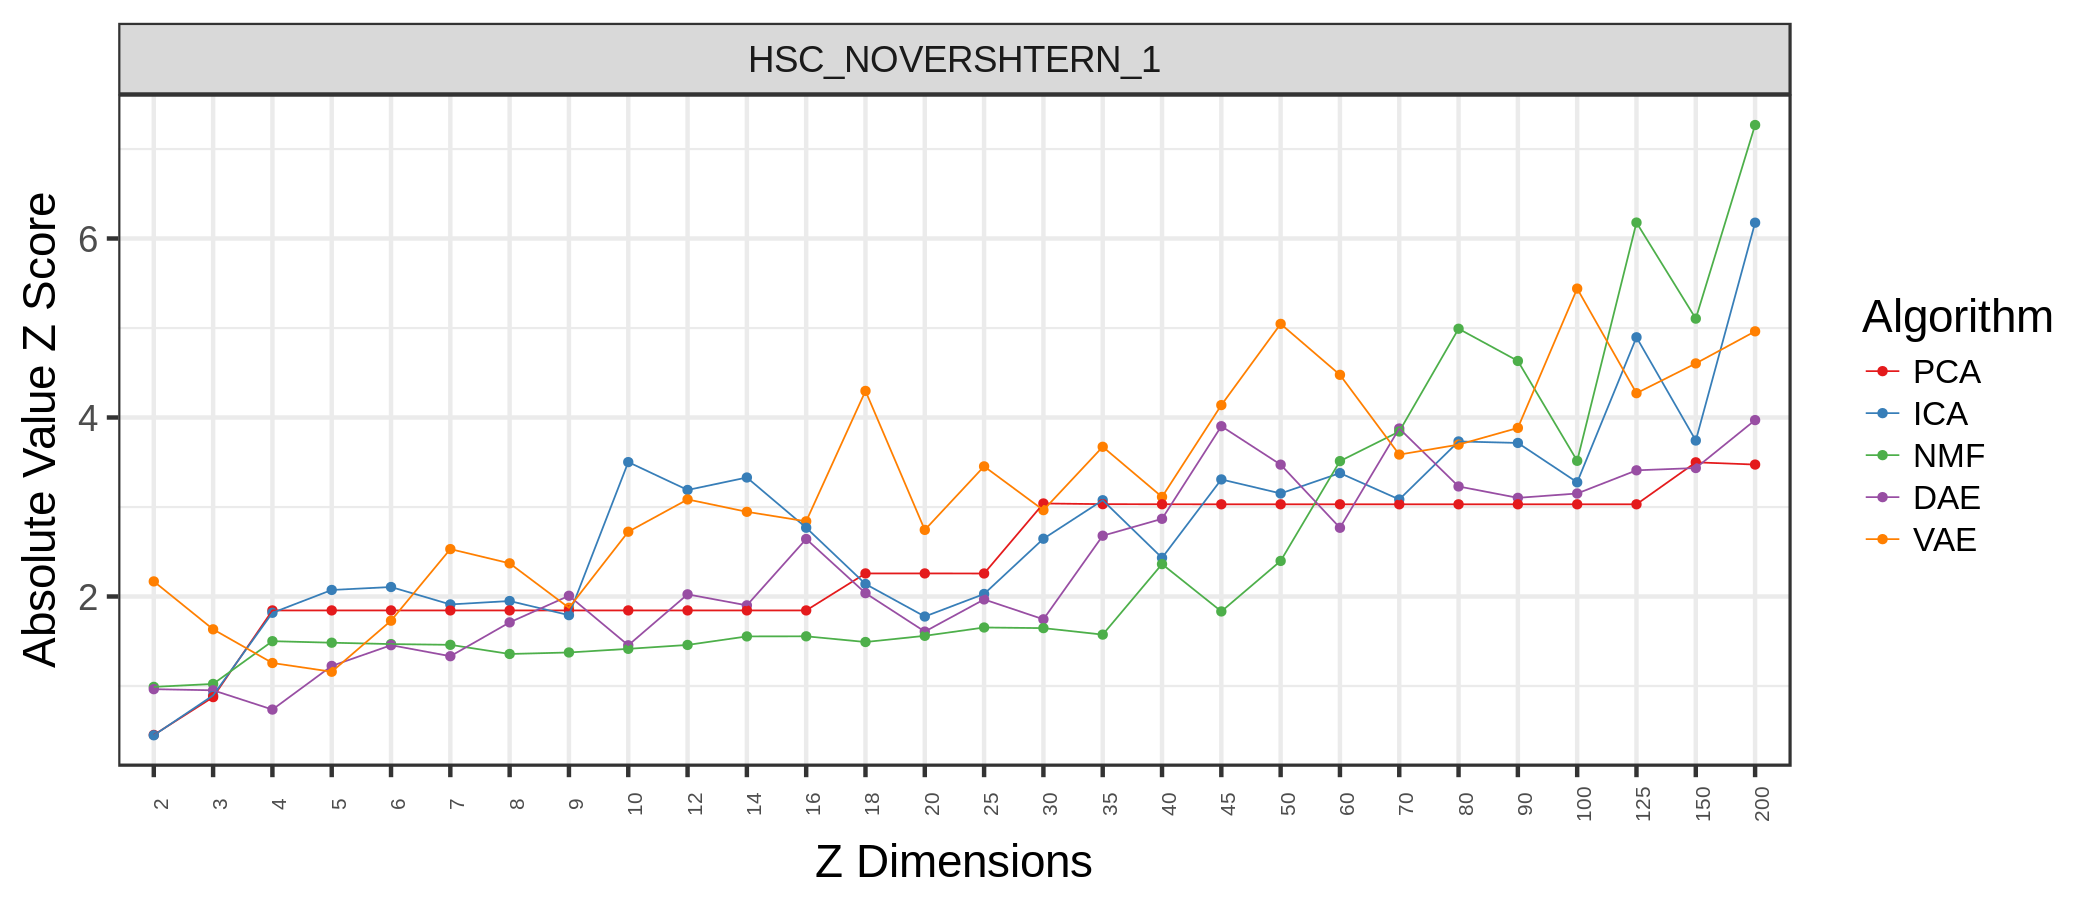 HSC_NOVERSHTERN_1
Absolute Value Z Score
6
4
2
2 3 4 5 6 7 8 9 10 12 14 16 18 20 25 30 35 40 45 50 60 70 80 90 100 125 150 200
Z Dimensions
Algorithm
PCA
ICA
NMF
DAE
VAE